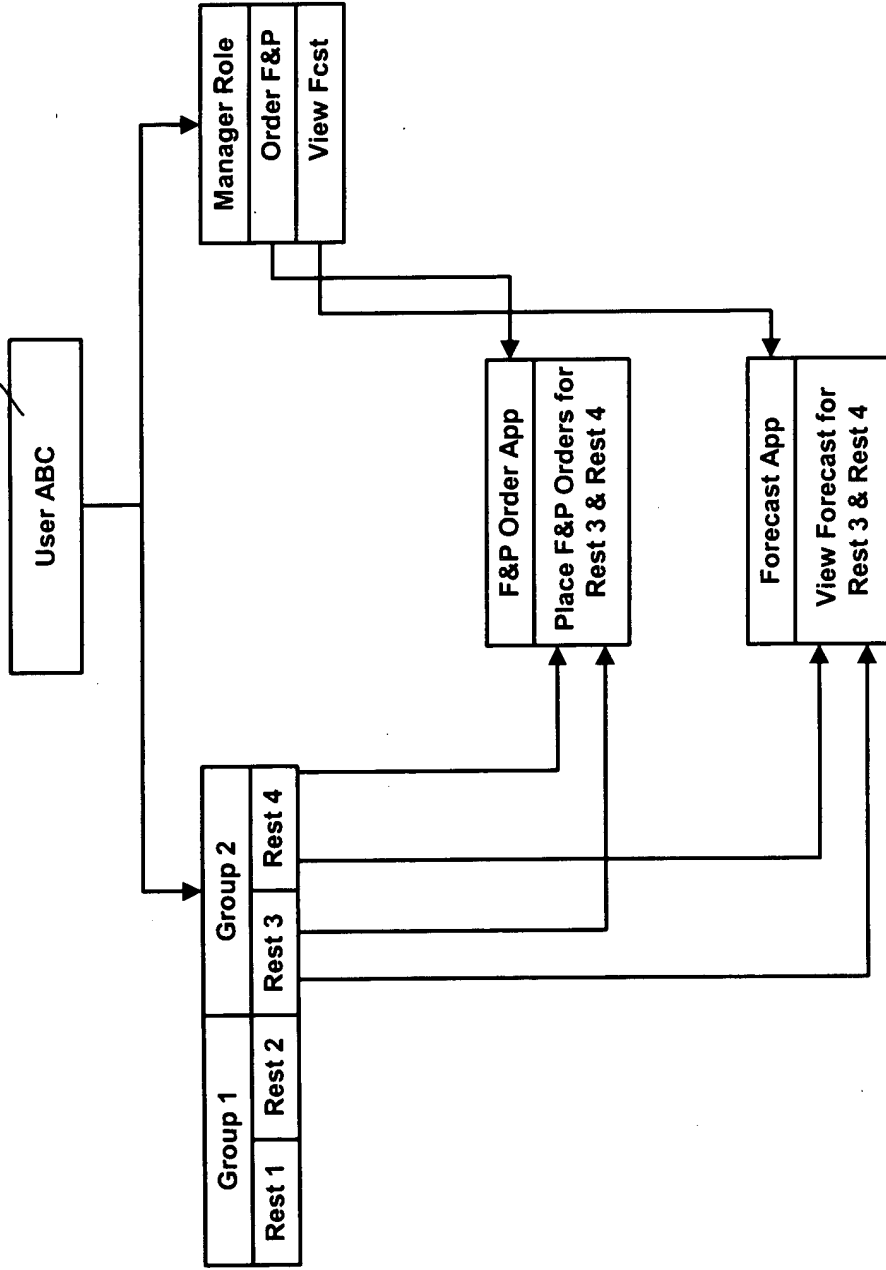 User ABC
Group 1
Group 2
Rest 1
Rest 2
Rest 3
Rest 4
Manager Role
Order F&P
View Fcst
F&P Order App
Place F&P Orders for
Rest 3 & Rest 4
Forecast App
View Forecast for
Rest 3 & Rest 4